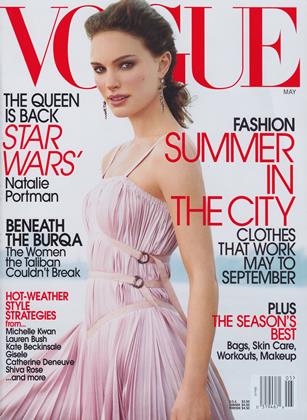 VOGUE
MAY
THE QUEEN
IS BACK
STAR
WARS'
Natalie
Portman
BENEATH
THE BURQA
The Women
the Taliban
Couldn't Break
HOT-WEATHER
STYLE
STRATEGIES
from...
Michelle Kwan
Lauren Bush
Kate Beckinsale
Gisele
Catherine Deneuve
Shiva Rose
...and more
FASHION
SUMMER
IN
THE CITY
CLOTHES
THAT WORK
MAY TO
SEPTEMBER
PLUS
THE SEASON'S
BEST
Bags, Skin Care,
Workouts, Makeup